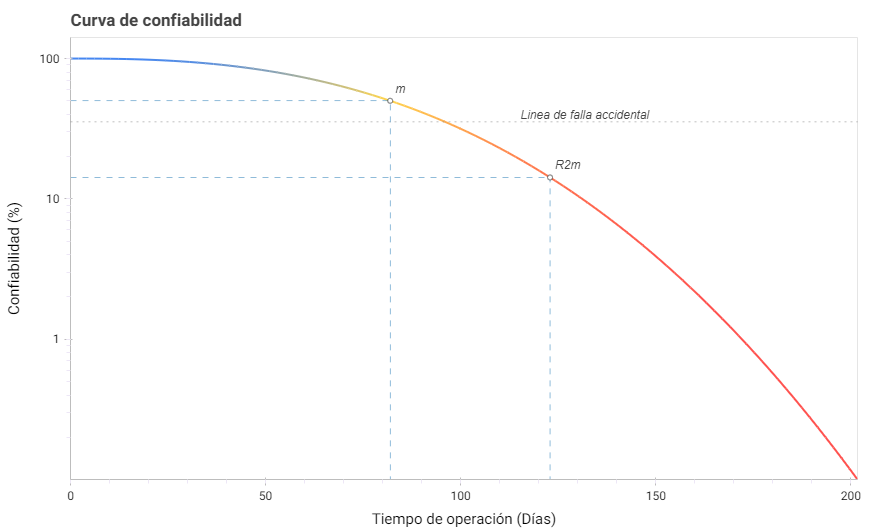 Curva de confiabilidad
100
m
Linea de falla accidental
R2m
10
Confiabilidad (%)
1
0
50
100
150
200
Tiempo de operación (Días)